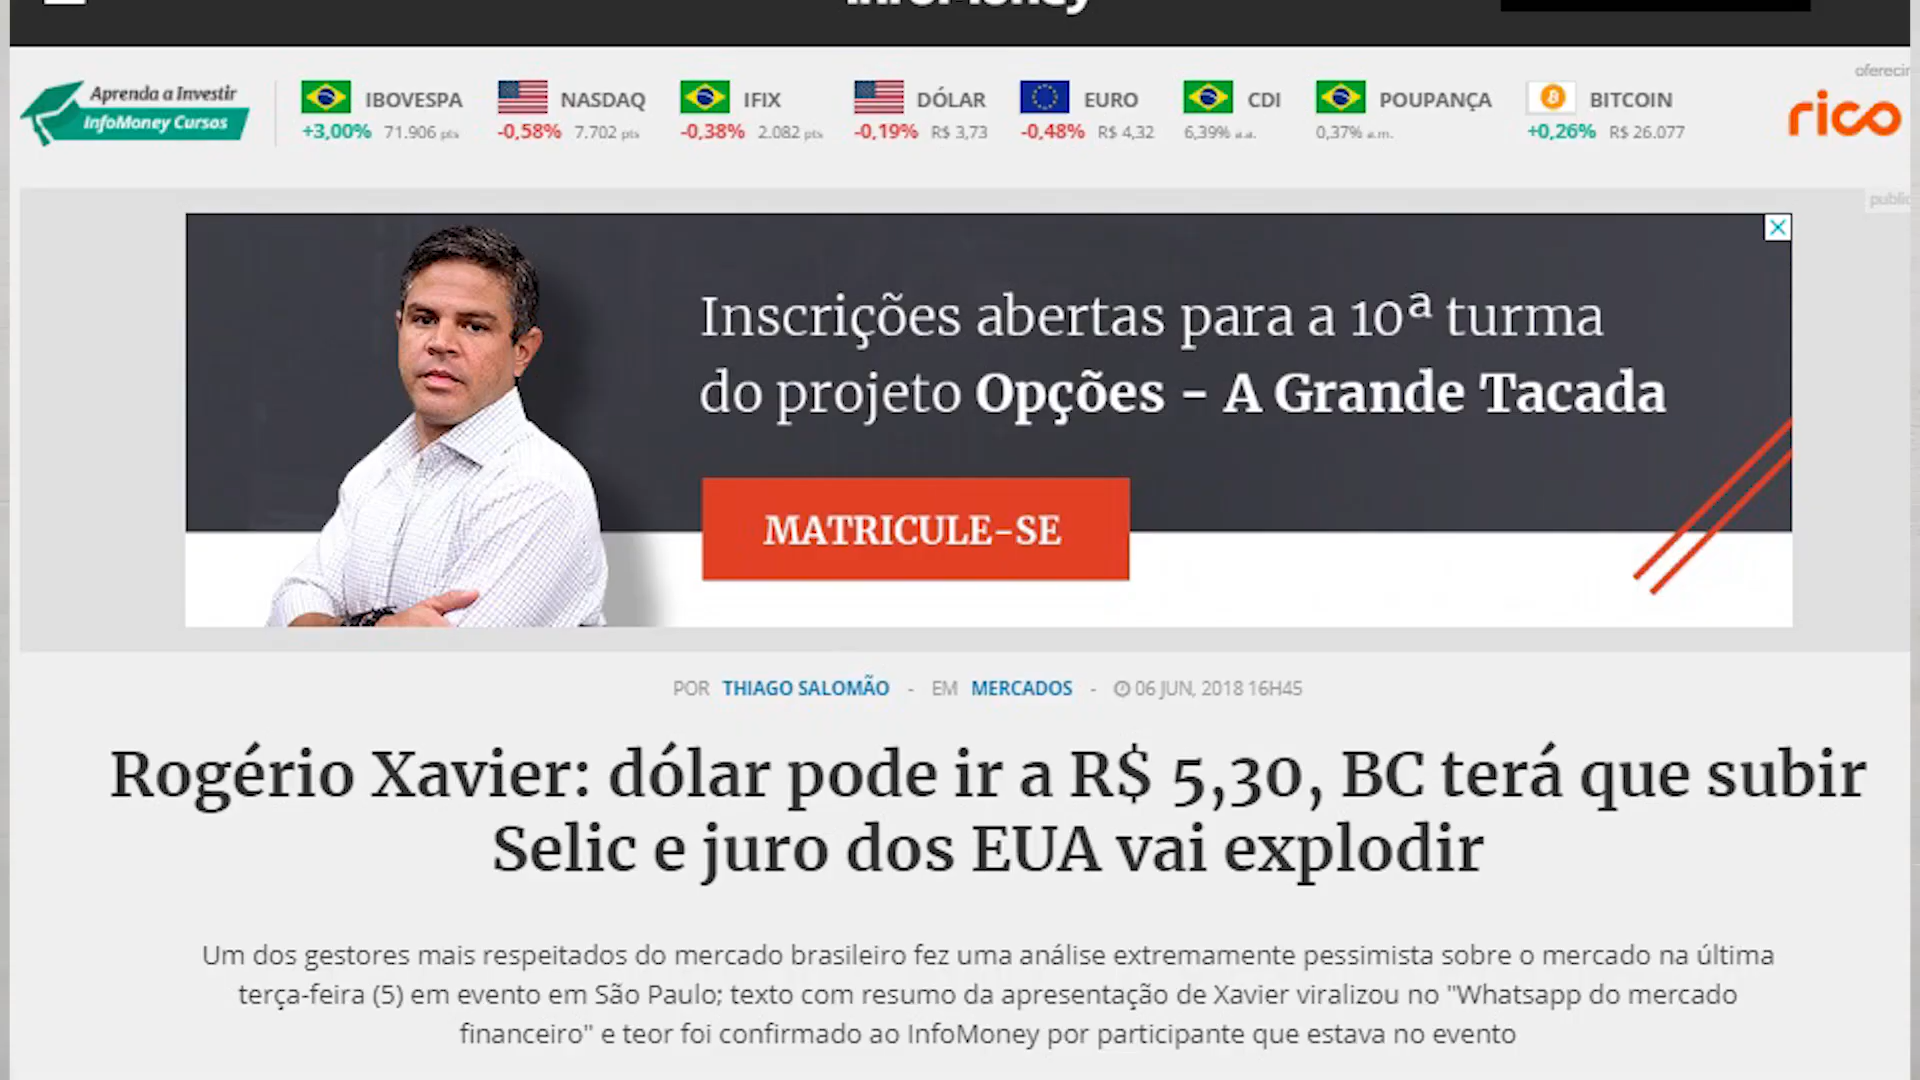 InfoMoney
oferecim
Aprenda a Investir
InfoMoney Cursos
IBOVESPA
+3,00% 71.906 pts
NASDAQ
-0,58% 7.702 pts
IFIX
-0,38% 2.082 pts
DÓLAR
-0,19% R$ 3,73
EURO
-0,48% R$ 4,32
CDI
6,39% a.a.
POUPANÇA
0,37% a.m.
BITCOIN
+0,26% R$ 26.077
rico
public
Inscrições abertas para a 10ª turma
do projeto Opções - A Grande Tacada
MATRICULE-SE
POR THIAGO SALOMÃO - EM MERCADOS - 06 JUN, 2018 16H45
Rogério Xavier: dólar pode ir a R$ 5,30, BC terá que subir
Selic e juro dos EUA vai explodir
Um dos gestores mais respeitados do mercado brasileiro fez uma análise extremamente pessimista sobre o mercado na última
terça-feira (5) em evento em São Paulo; texto com resumo da apresentação de Xavier viralizou no "Whatsapp do mercado
financeiro" e teor foi confirmado ao InfoMoney por participante que estava no evento